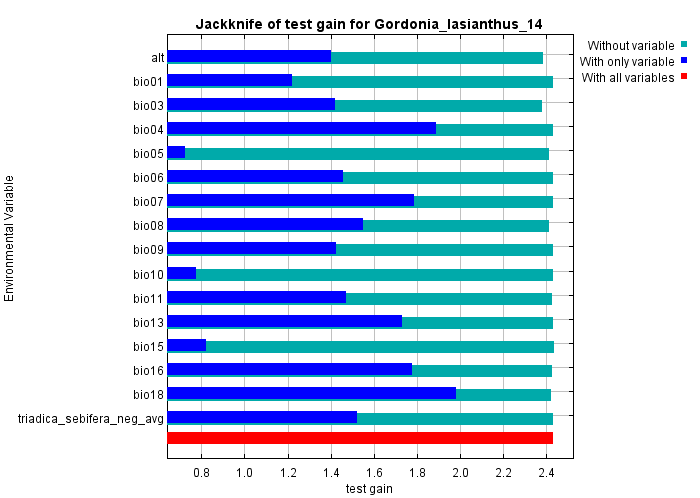 Jackknife of test gain for Gordonia_lasianthus_14
Without variable
With only variable
With all variables
Environmental Variable
alt
bio01
bio03
bio04
bio05
bio06
bio07
bio08
bio09
bio10
bio11
bio13
bio15
bio16
bio18
triadica_sebifera_neg_avg
0.8 1.0 1.2 1.4 1.6 1.8 2.0 2.2 2.4
test gain